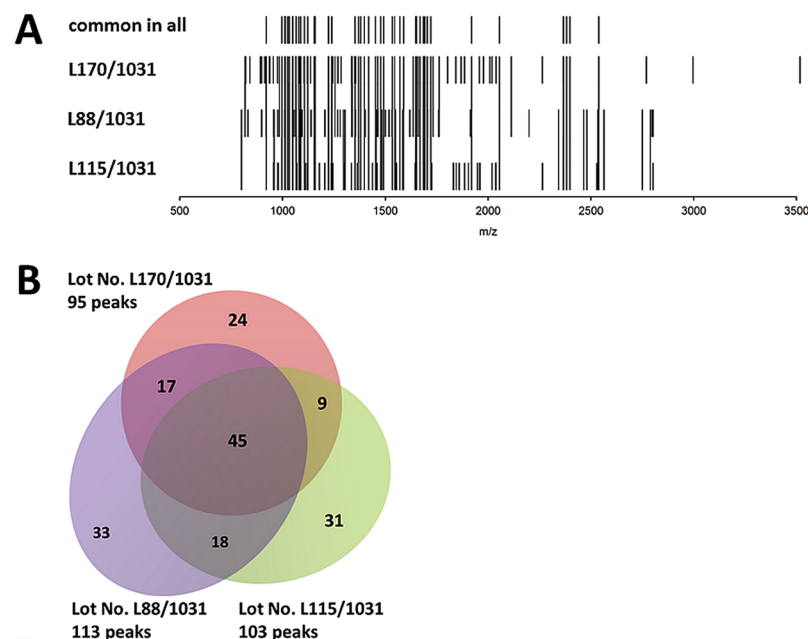 A
common in all
L170/1031
L88/1031
L115/1031
500 1000 1500 2000 2500 3000 3500
m/z
B
Lot No. L170/1031
95 peaks
24
17
9
45
33
18
31
Lot No. L88/1031
113 peaks
Lot No. L115/1031
103 peaks